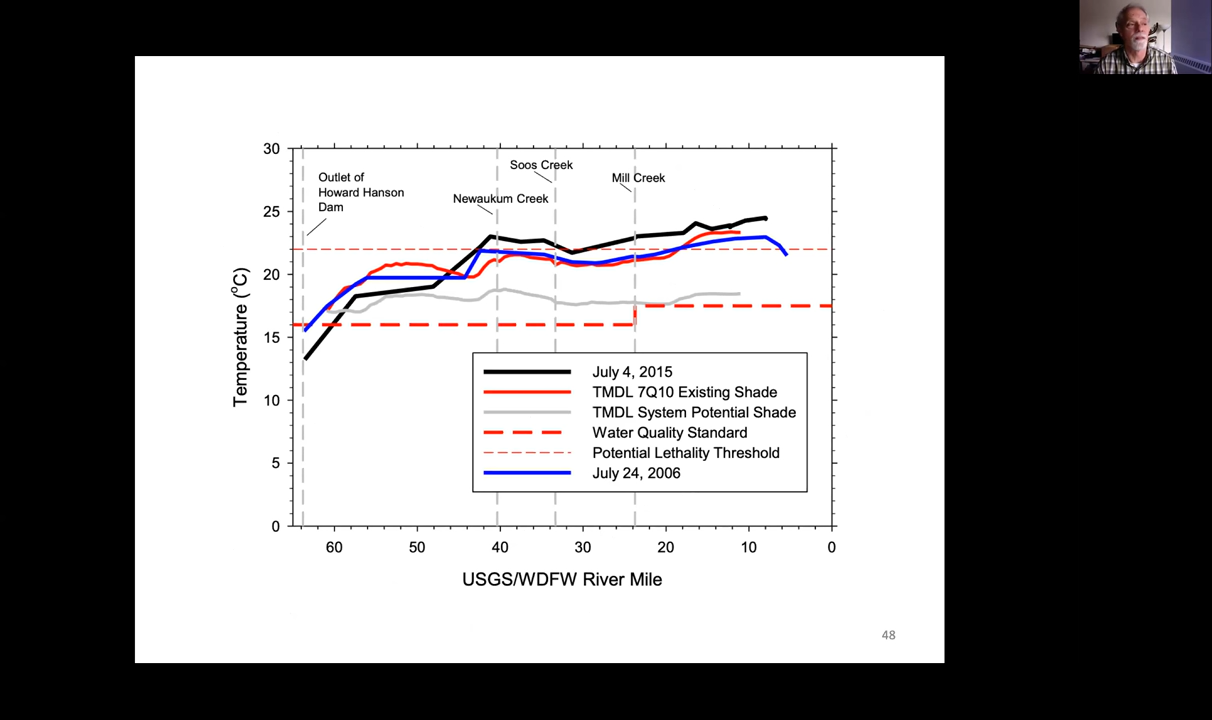 30
25
20
15
10
5
0
Temperature (°C)
Outlet of
Howard Hanson
Dam
Newaukum Creek
Soos Creek
Mill Creek
July 4, 2015
TMDL 7Q10 Existing Shade
TMDL System Potential Shade
Water Quality Standard
Potential Lethality Threshold
July 24, 2006
60 50 40 30 20 10 0
USGS/WDFW River Mile
48